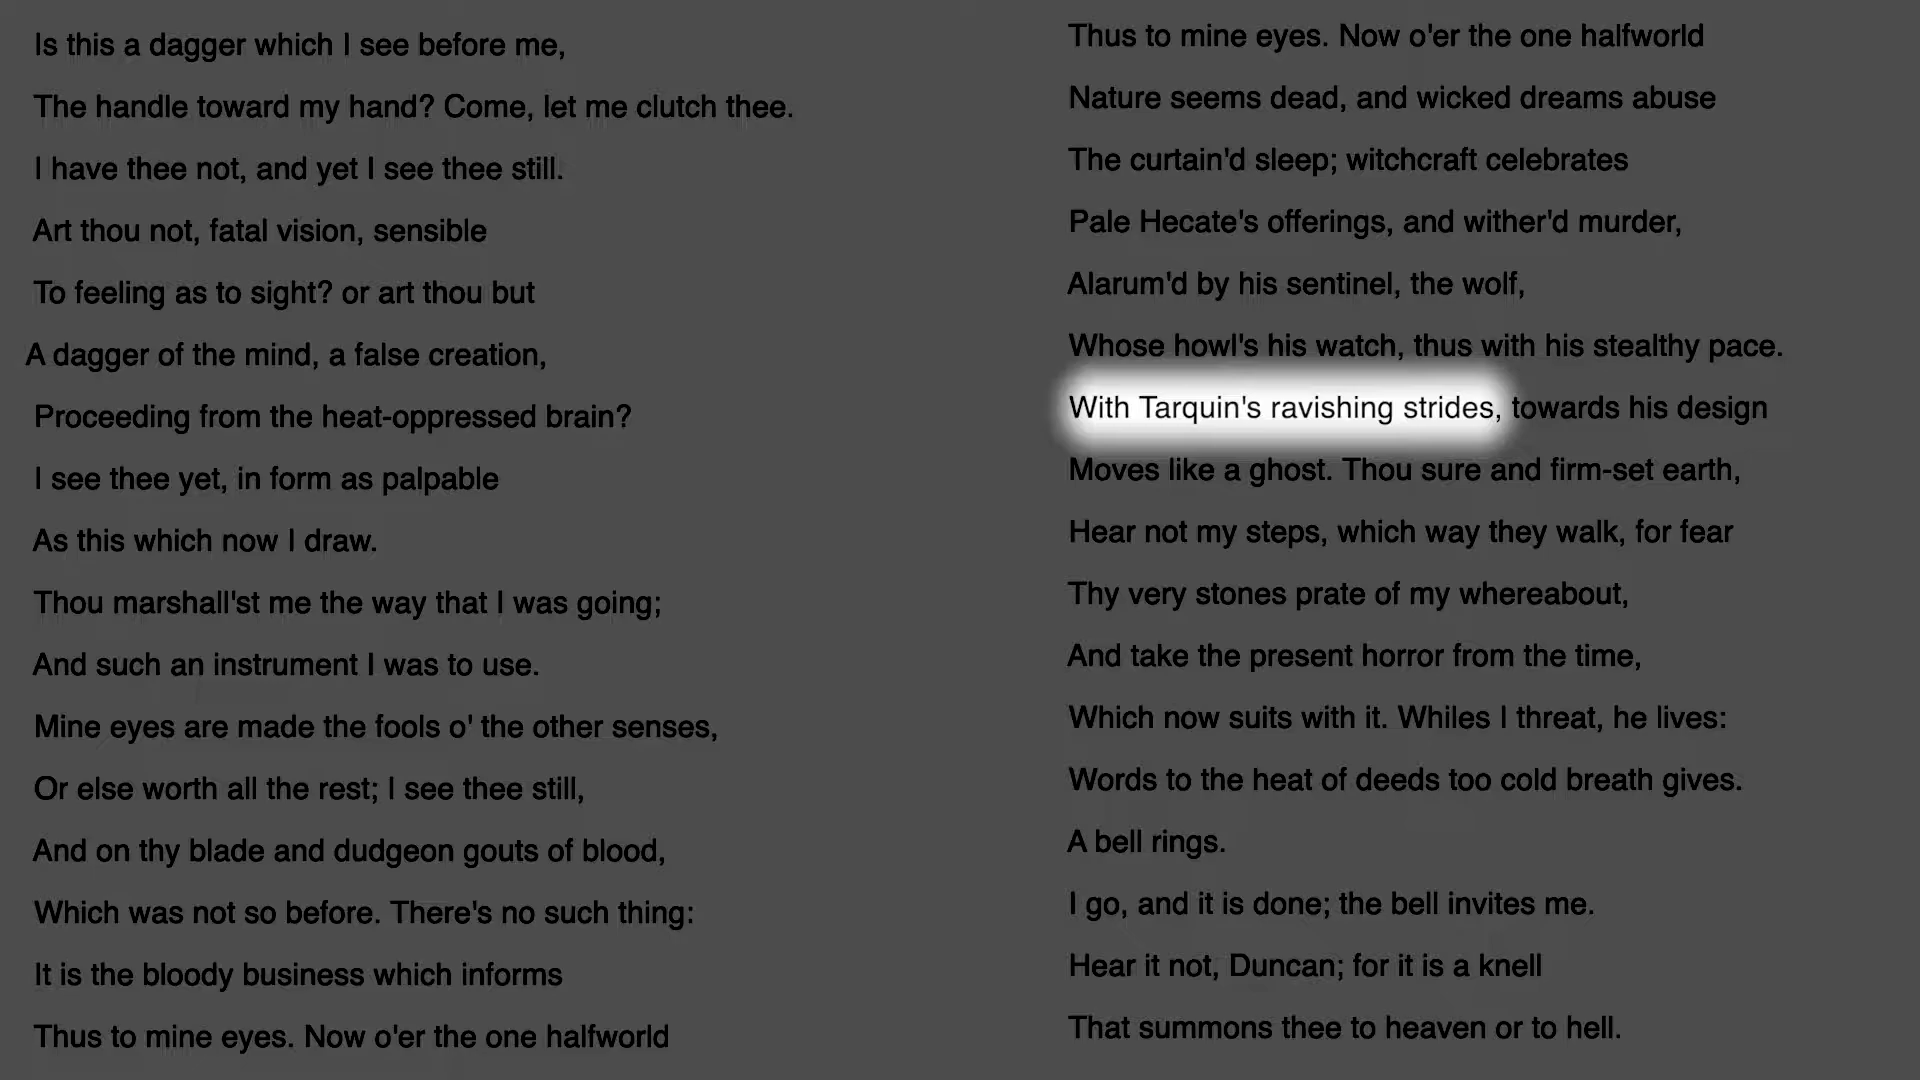 Is this a dagger which I see before me,
The handle toward my hand? Come, let me clutch thee.
I have thee not, and yet I see thee still.
Art thou not, fatal vision, sensible
To feeling as to sight? or art thou but
A dagger of the mind, a false creation,
Proceeding from the heat-oppressed brain?
I see thee yet, in form as palpable
As this which now I draw.
Thou marshall'st me the way that I was going;
And such an instrument I was to use.
Mine eyes are made the fools o' the other senses,
Or else worth all the rest; I see thee still,
And on thy blade and dudgeon gouts of blood,
Which was not so before. There's no such thing:
It is the bloody business which informs
Thus to mine eyes. Now o'er the one halfworld
Thus to mine eyes. Now o'er the one halfworld
Nature seems dead, and wicked dreams abuse
The curtain'd sleep; witchcraft celebrates
Pale Hecate's offerings, and wither'd murder,
Alarum'd by his sentinel, the wolf,
Whose howl's his watch, thus with his stealthy pace.
With Tarquin's ravishing strides, towards his design
Moves like a ghost. Thou sure and firm-set earth,
Hear not my steps, which way they walk, for fear
Thy very stones prate of my whereabout,
And take the present horror from the time,
Which now suits with it. Whiles I threat, he lives:
Words to the heat of deeds too cold breath gives.
A bell rings.
I go, and it is done; the bell invites me.
Hear it not, Duncan; for it is a knell
That summons thee to heaven or to hell.